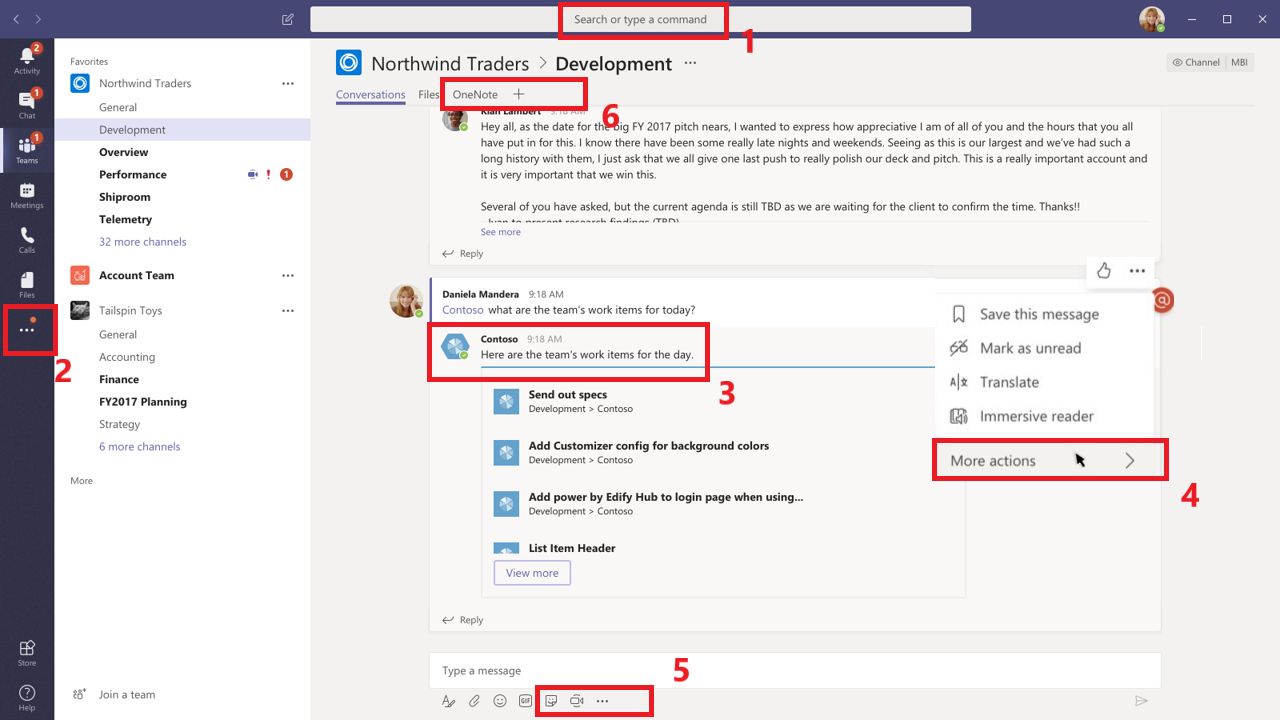 Search or type a command
1
2
Activity
1
Chat
1
Teams
Meetings
Calls
Files
2
Store
Help
Favorites
Northwind Traders
General
Development
Overview
Performance ! 1
Shiproom
Telemetry
32 more channels
Account Team
Tailspin Toys
General
Accounting
Finance
FY2017 Planning
Strategy
6 more channels
More
Join a team
Northwind Traders > Development ...
Channel | MBI
Conversations Files OneNote +
6
Kian Lambert 9:18 AM
Hey all, as the date for the big FY 2017 pitch nears, I wanted to express how appreciative I am of all of you and the hours that you all
have put in for this. I know there have been some really late nights and weekends. Seeing as this is our largest and we've had such a
long history with them, I just ask that we all give one last push to really polish our deck and pitch. This is a really important account and
it is very important that we win this.
Several of you have asked, but the current agenda is still TBD as we are waiting for the client to confirm the time. Thanks!!
- Ivan to present research findings (TBD)
See more
Reply
Daniela Mandera 9:18 AM
Contoso what are the team's work items for today?
@
Contoso 9:18 AM
Here are the team's work items for the day.
3
Send out specs
Development > Contoso
Add Customizer config for background colors
Development > Contoso
Add power by Edify Hub to login page when using...
Development > Contoso
List Item Header
View more
Reply
Save this message
Mark as unread
Translate
Immersive reader
More actions
4
Type a message
5
GIF